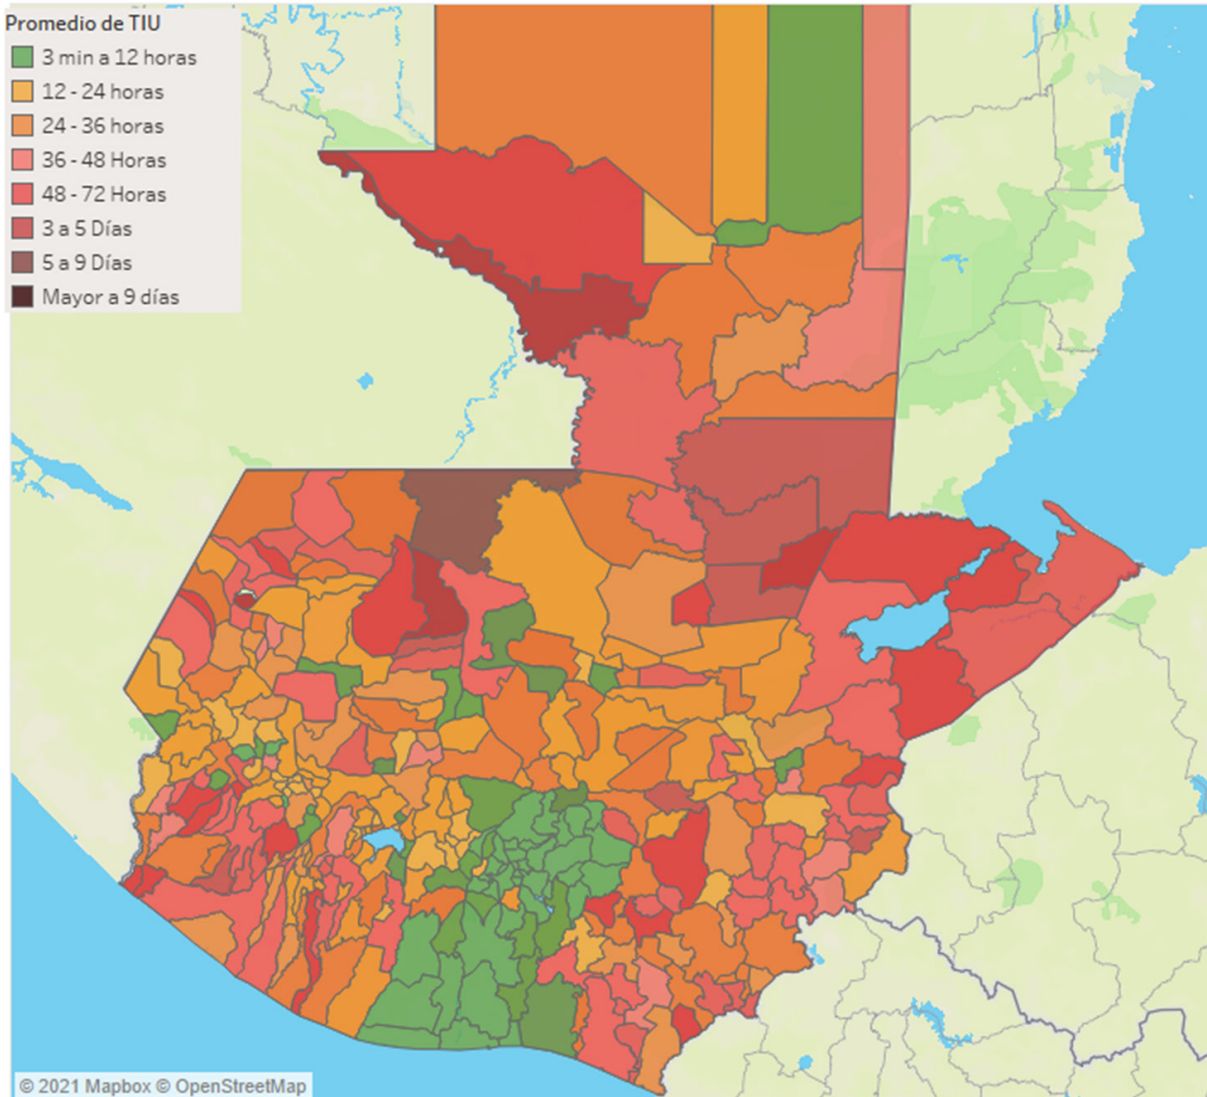 Promedio de TIU
3 min a 12 horas
12 - 24 horas
24 - 36 horas
36 - 48 Horas
48 - 72 Horas
3 a 5 Días
5 a 9 Días
Mayor a 9 días
© 2021 Mapbox © OpenStreetMap